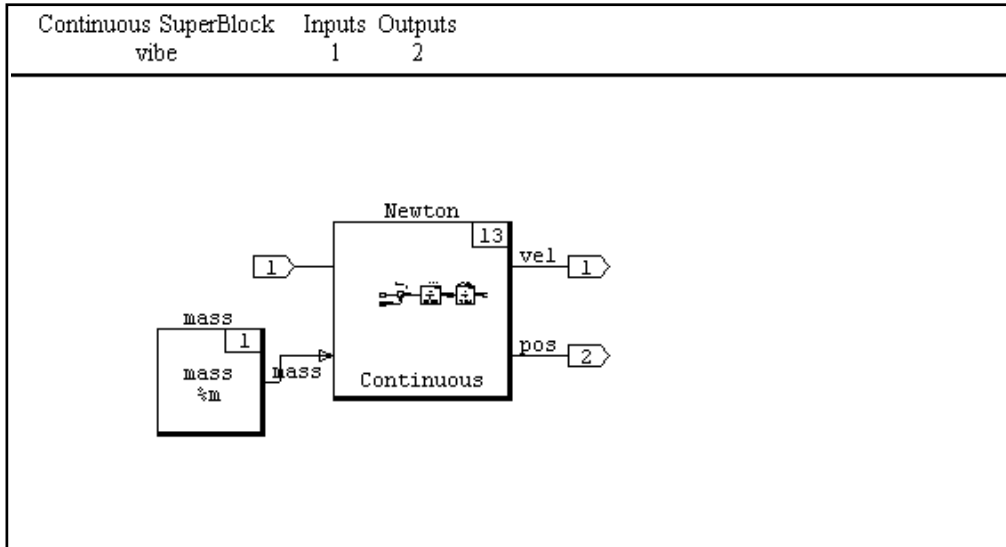 Continuous SuperBlock Inputs Outputs
vibe 1 2
Newton
13
1
vel 1
mass
1
mass
%m
mass
pos 2
Continuous